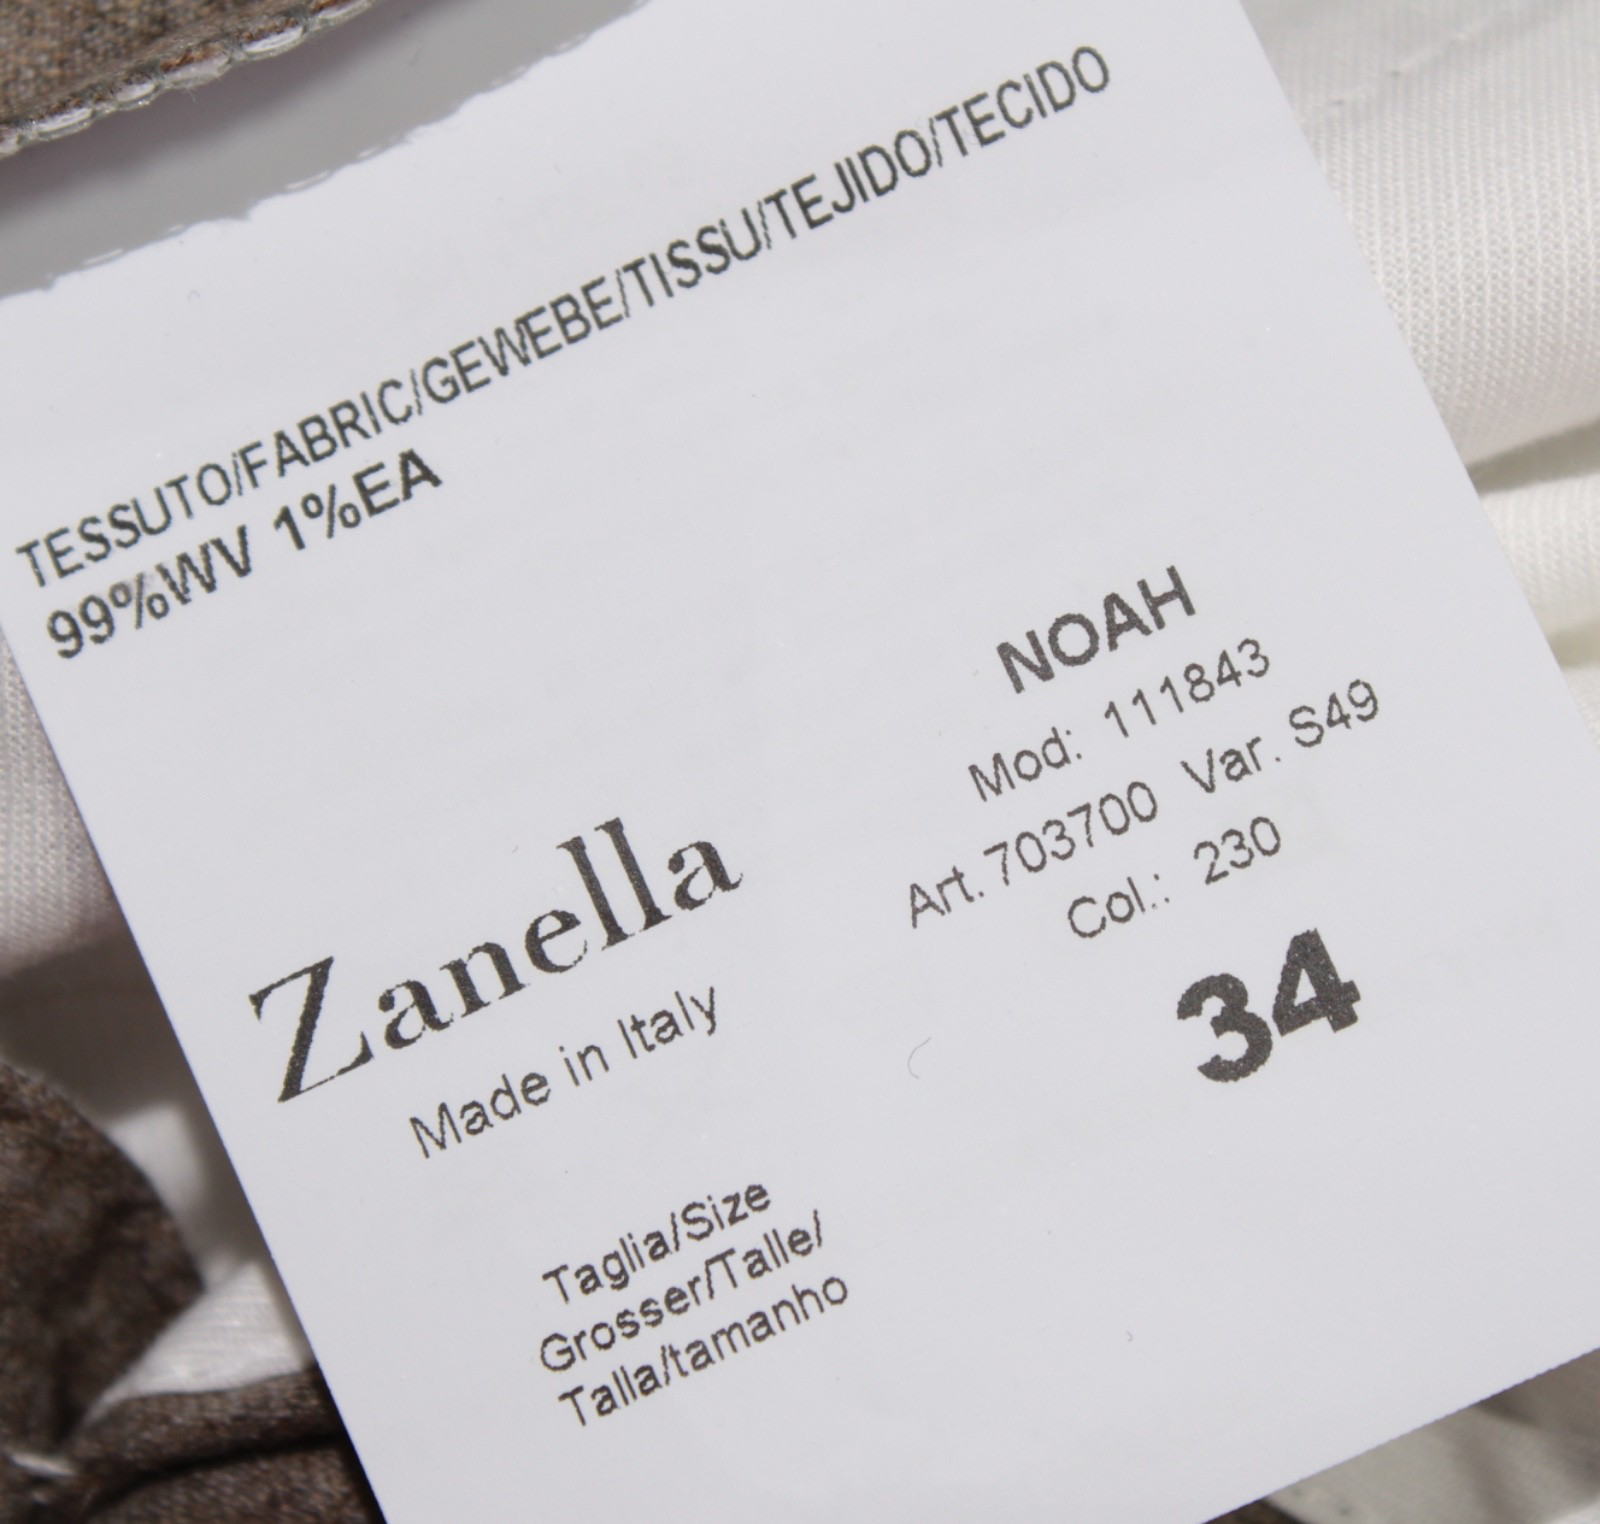 TESSUTO/FABRIC/GEWEBE/TISSU/TEJIDO/TECIDO
99%WV 1%EA
NOAH
Mod: 111843
Art.703700 Var. S49
Col.: 230
34
Zanella
Made in Italy
Taglia/Size
Grosser/Talle/
Talla/tamanho